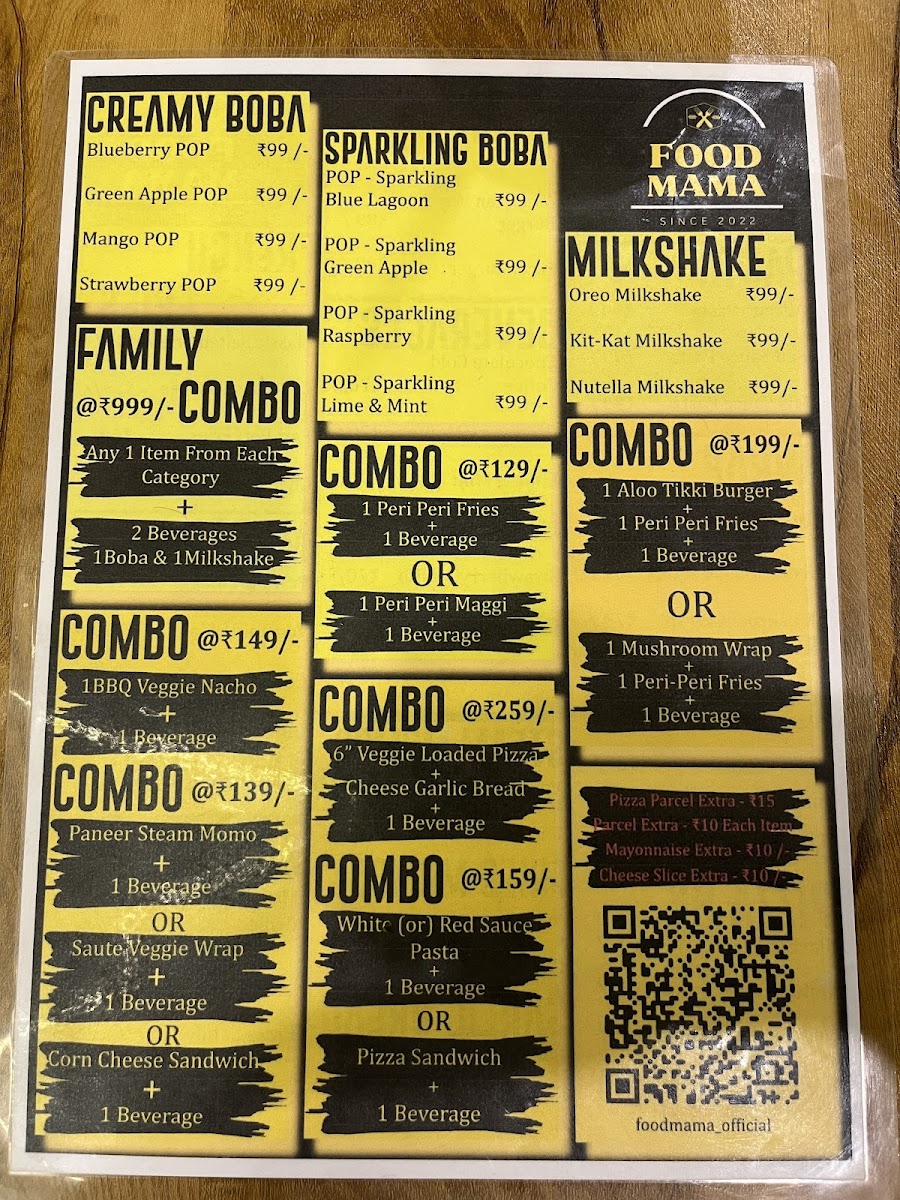 CREAMY BOBA
Blueberry POP ₹99 /-
Green Apple POP ₹99 /-
Mango POP ₹99 /-
Strawberry POP ₹99 /-
FAMILY
@₹999/- COMBO
Any 1 Item From Each
Category
+
2 Beverages
1Boba & 1Milkshake
COMBO @₹149/-
1BBQ Veggie Nacho
+
1 Beverage
COMBO @₹139/-
Paneer Steam Momo
+
1 Beverage
OR
Saute Veggie Wrap
+
1 Beverage
OR
Corn Cheese Sandwich
+
1 Beverage
SPARKLING BOBA
POP - Sparkling
Blue Lagoon ₹99 /-
POP - Sparkling
Green Apple ₹99 /-
POP - Sparkling
Raspberry ₹99 /-
POP - Sparkling
Lime & Mint ₹99 /-
COMBO @₹129/-
1 Peri Peri Fries
+
1 Beverage
OR
1 Peri Peri Maggi
+
1 Beverage
COMBO @₹259/-
6” Veggie Loaded Pizza
+
Cheese Garlic Bread
+
1 Beverage
COMBO @₹159/-
White (or) Red Sauce
Pasta
+
1 Beverage
OR
Pizza Sandwich
+
1 Beverage
FOOD
MAMA
SINCE 2022
MILKSHAKE
Oreo Milkshake ₹99/-
Kit-Kat Milkshake ₹99/-
Nutella Milkshake ₹99/-
COMBO @₹199/-
1 Aloo Tikki Burger
+
1 Peri Peri Fries
+
1 Beverage
OR
1 Mushroom Wrap
+
1 Peri-Peri Fries
+
1 Beverage
Pizza Parcel Extra - ₹15
Parcel Extra - ₹10 Each Item
Mayonnaise Extra - ₹10 /-
Cheese Slice Extra - ₹10 /-
foodmama_official